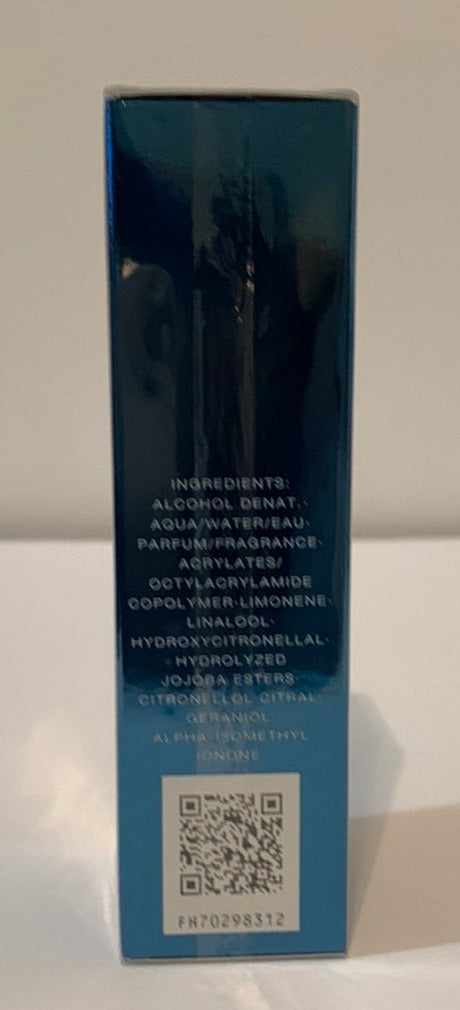 INGREDIENTS:
ALCOHOL DENAT.·
AQUA/WATER/EAU·
PARFUM/FRAGRANCE·
ACRYLATES/
OCTYLACRYLAMIDE
COPOLYMER·LIMONENE·
LINALOOL·
HYDROXYCITRONELLAL·
HYDROLYZED
JOJOBA ESTERS·
CITRONELLOL·CITRAL·
GERANIOL
ALPHA-ISOMETHYL
IONONE
FH70298312